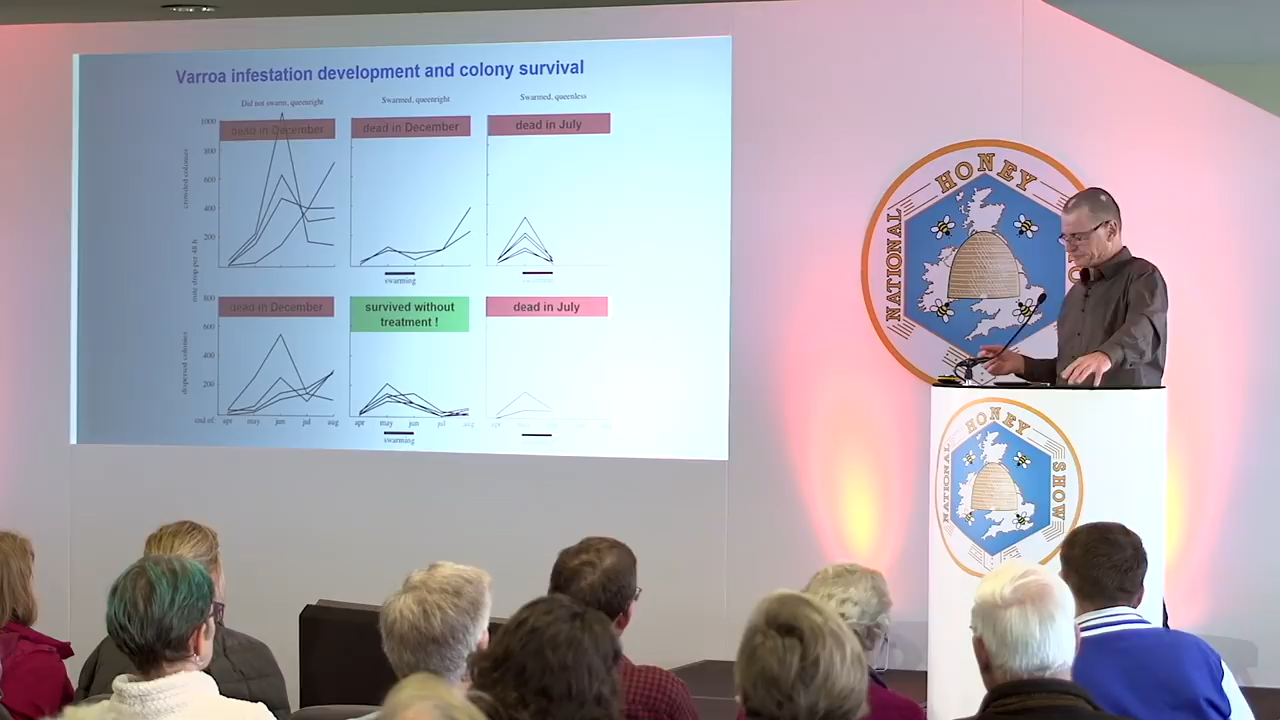 Varroa infestation development and colony survival
Did not swarm, queenright
Swarmed, queenright
Swarmed, queenless
1000
800
600
400
200
crowded colonies
mite drop per 48 h
dead in December
dead in December
dead in July
swarming
800
600
400
200
dispersed colonies
dead in December
survived without
treatment !
dead in July
end of: apr may jun jul aug
apr may jun jul aug
apr
swarming
NATIONAL
HONEY
NATIONAL
HONEY
SHOW